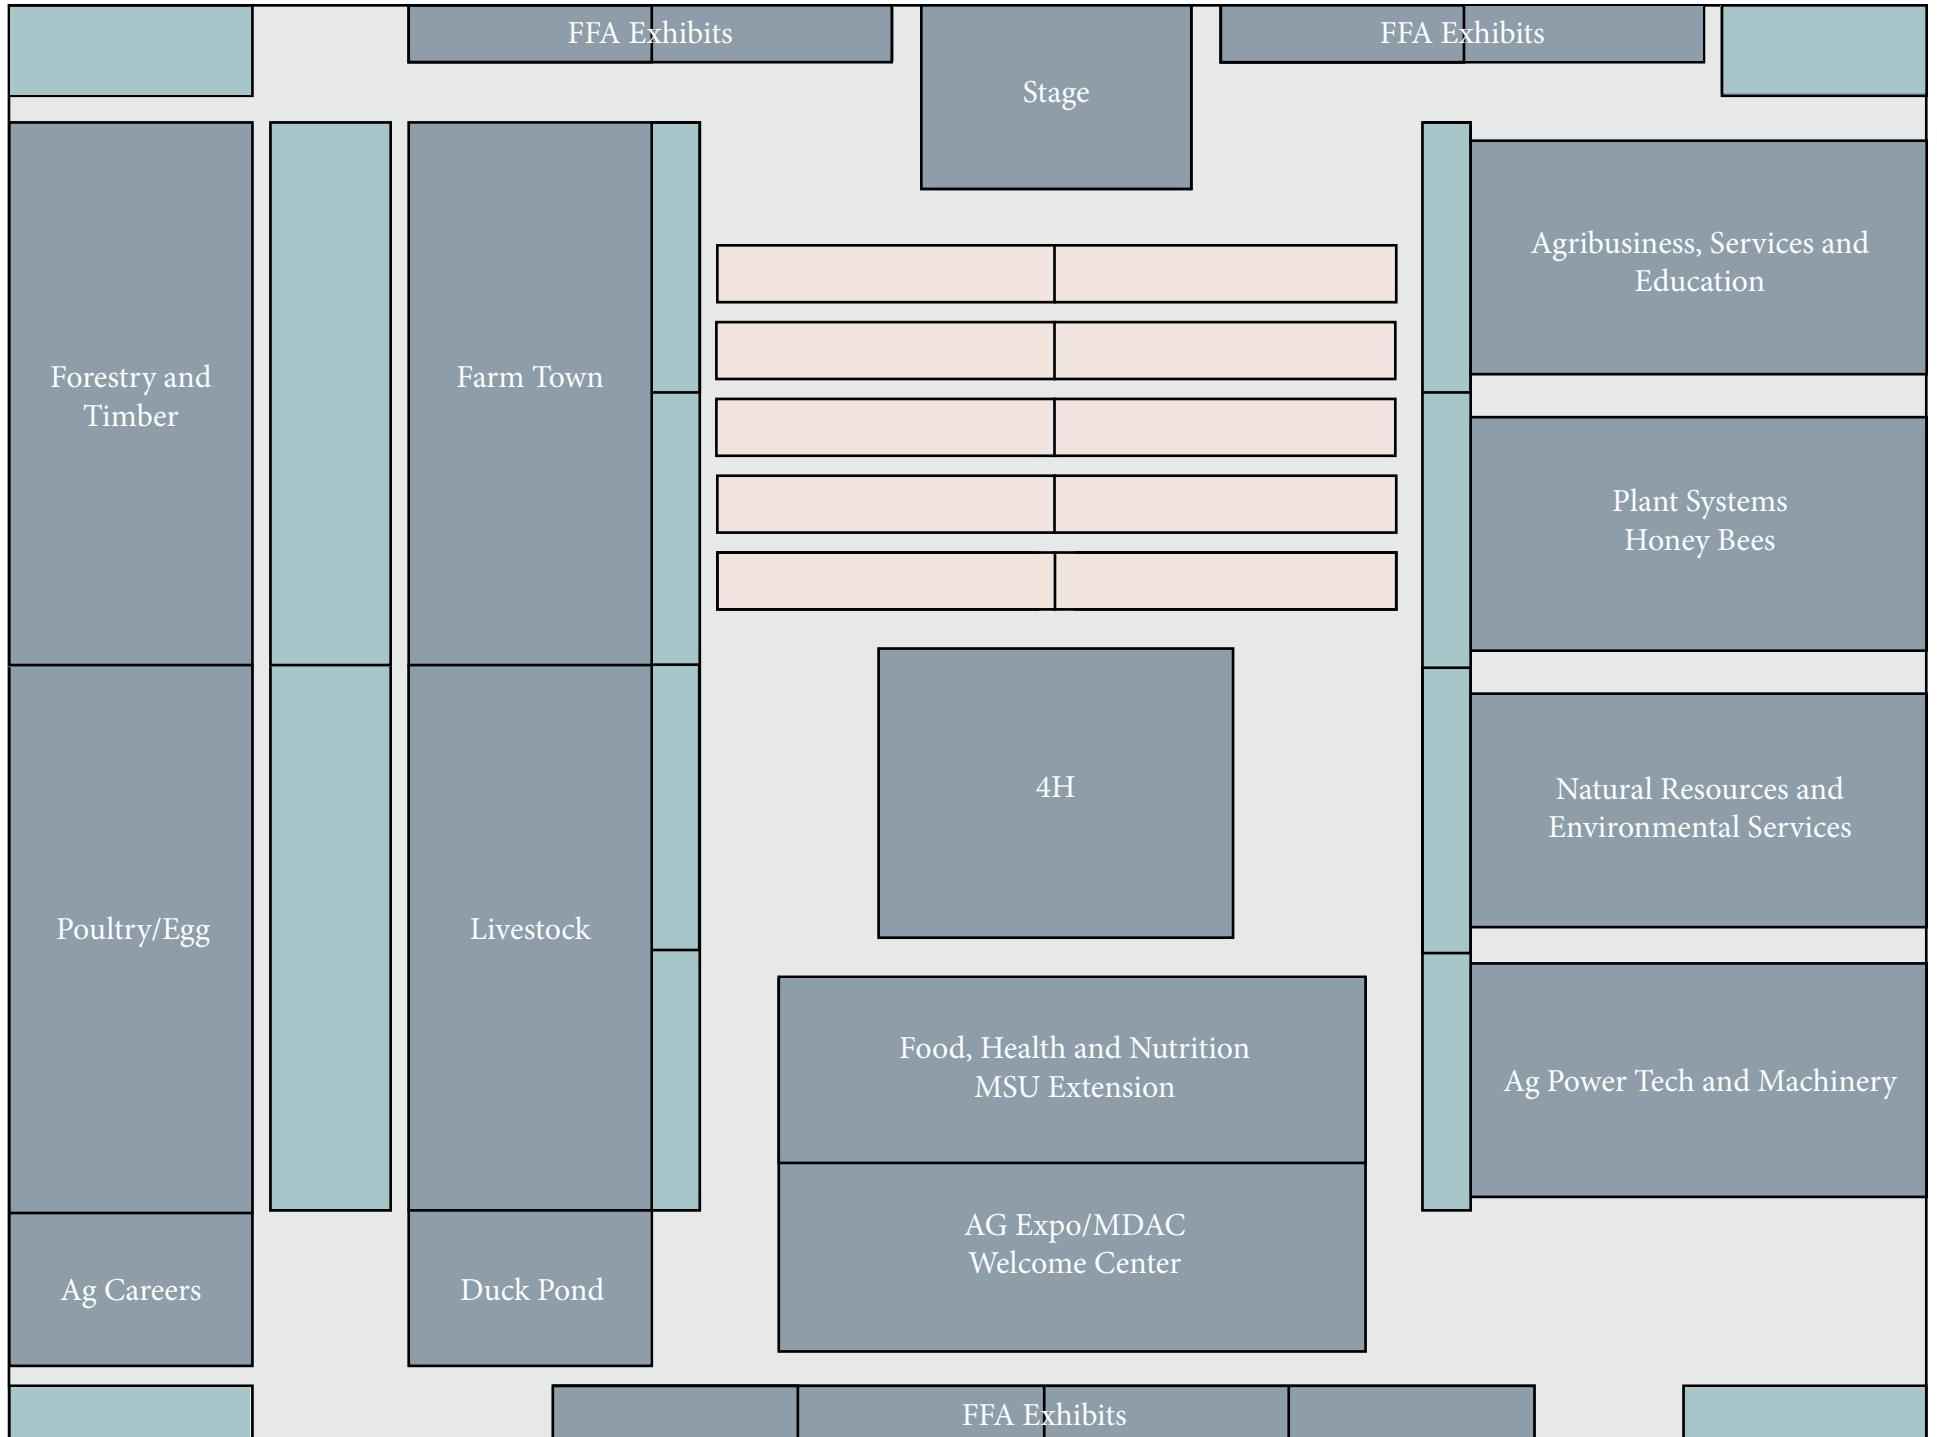 FFA Exhibits
FFA Exhibits
Stage
Agribusiness, Services and
Education
Forestry and
Timber
Farm Town
Plant Systems
Honey Bees
4H
Natural Resources and
Environmental Services
Poultry/Egg
Livestock
Food, Health and Nutrition
MSU Extension
Ag Power Tech and Machinery
AG Expo/MDAC
Welcome Center
Ag Careers
Duck Pond
FFA Exhibits